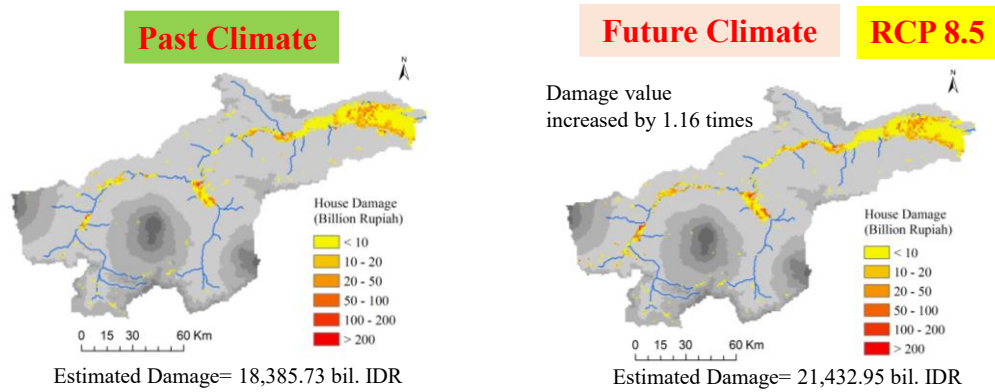 Past Climate
N
House Damage
(Billion Rupiah)
< 10
10 - 20
20 - 50
50 - 100
100 - 200
> 200
0 15 30 60 Km
Estimated Damage= 18,385.73 bil. IDR
Future Climate
RCP 8.5
N
Damage value
increased by 1.16 times
House Damage
(Billion Rupiah)
< 10
10 - 20
20 - 50
50 - 100
100 - 200
> 200
0 15 30 60 Km
Estimated Damage= 21,432.95 bil. IDR